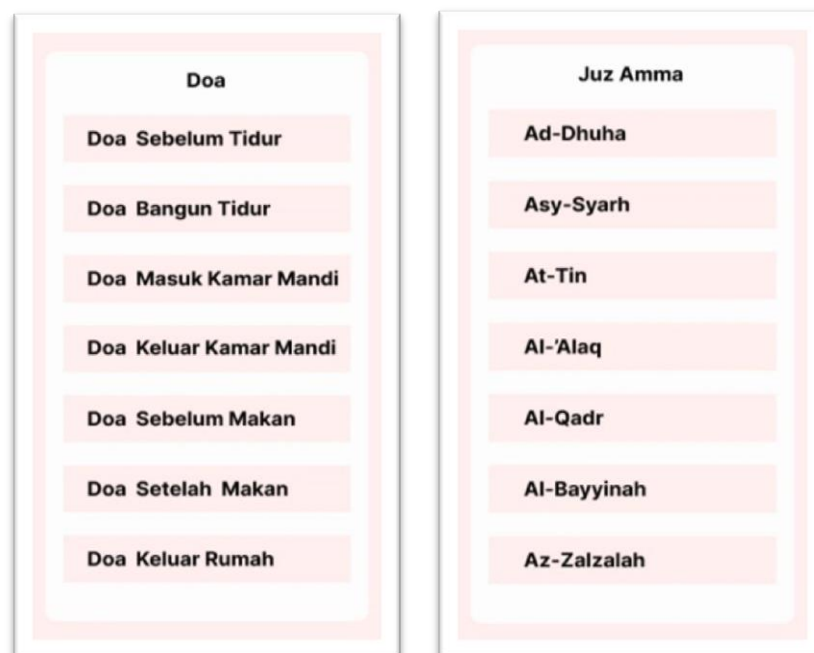 Doa
Doa Sebelum Tidur
Doa Bangun Tidur
Doa Masuk Kamar Mandi
Doa Keluar Kamar Mandi
Doa Sebelum Makan
Doa Setelah Makan
Doa Keluar Rumah
Juz Amma
Ad-Dhuha
Asy-Syarh
At-Tin
Al-'Alaq
Al-Qadr
Al-Bayyinah
Az-Zalzalah